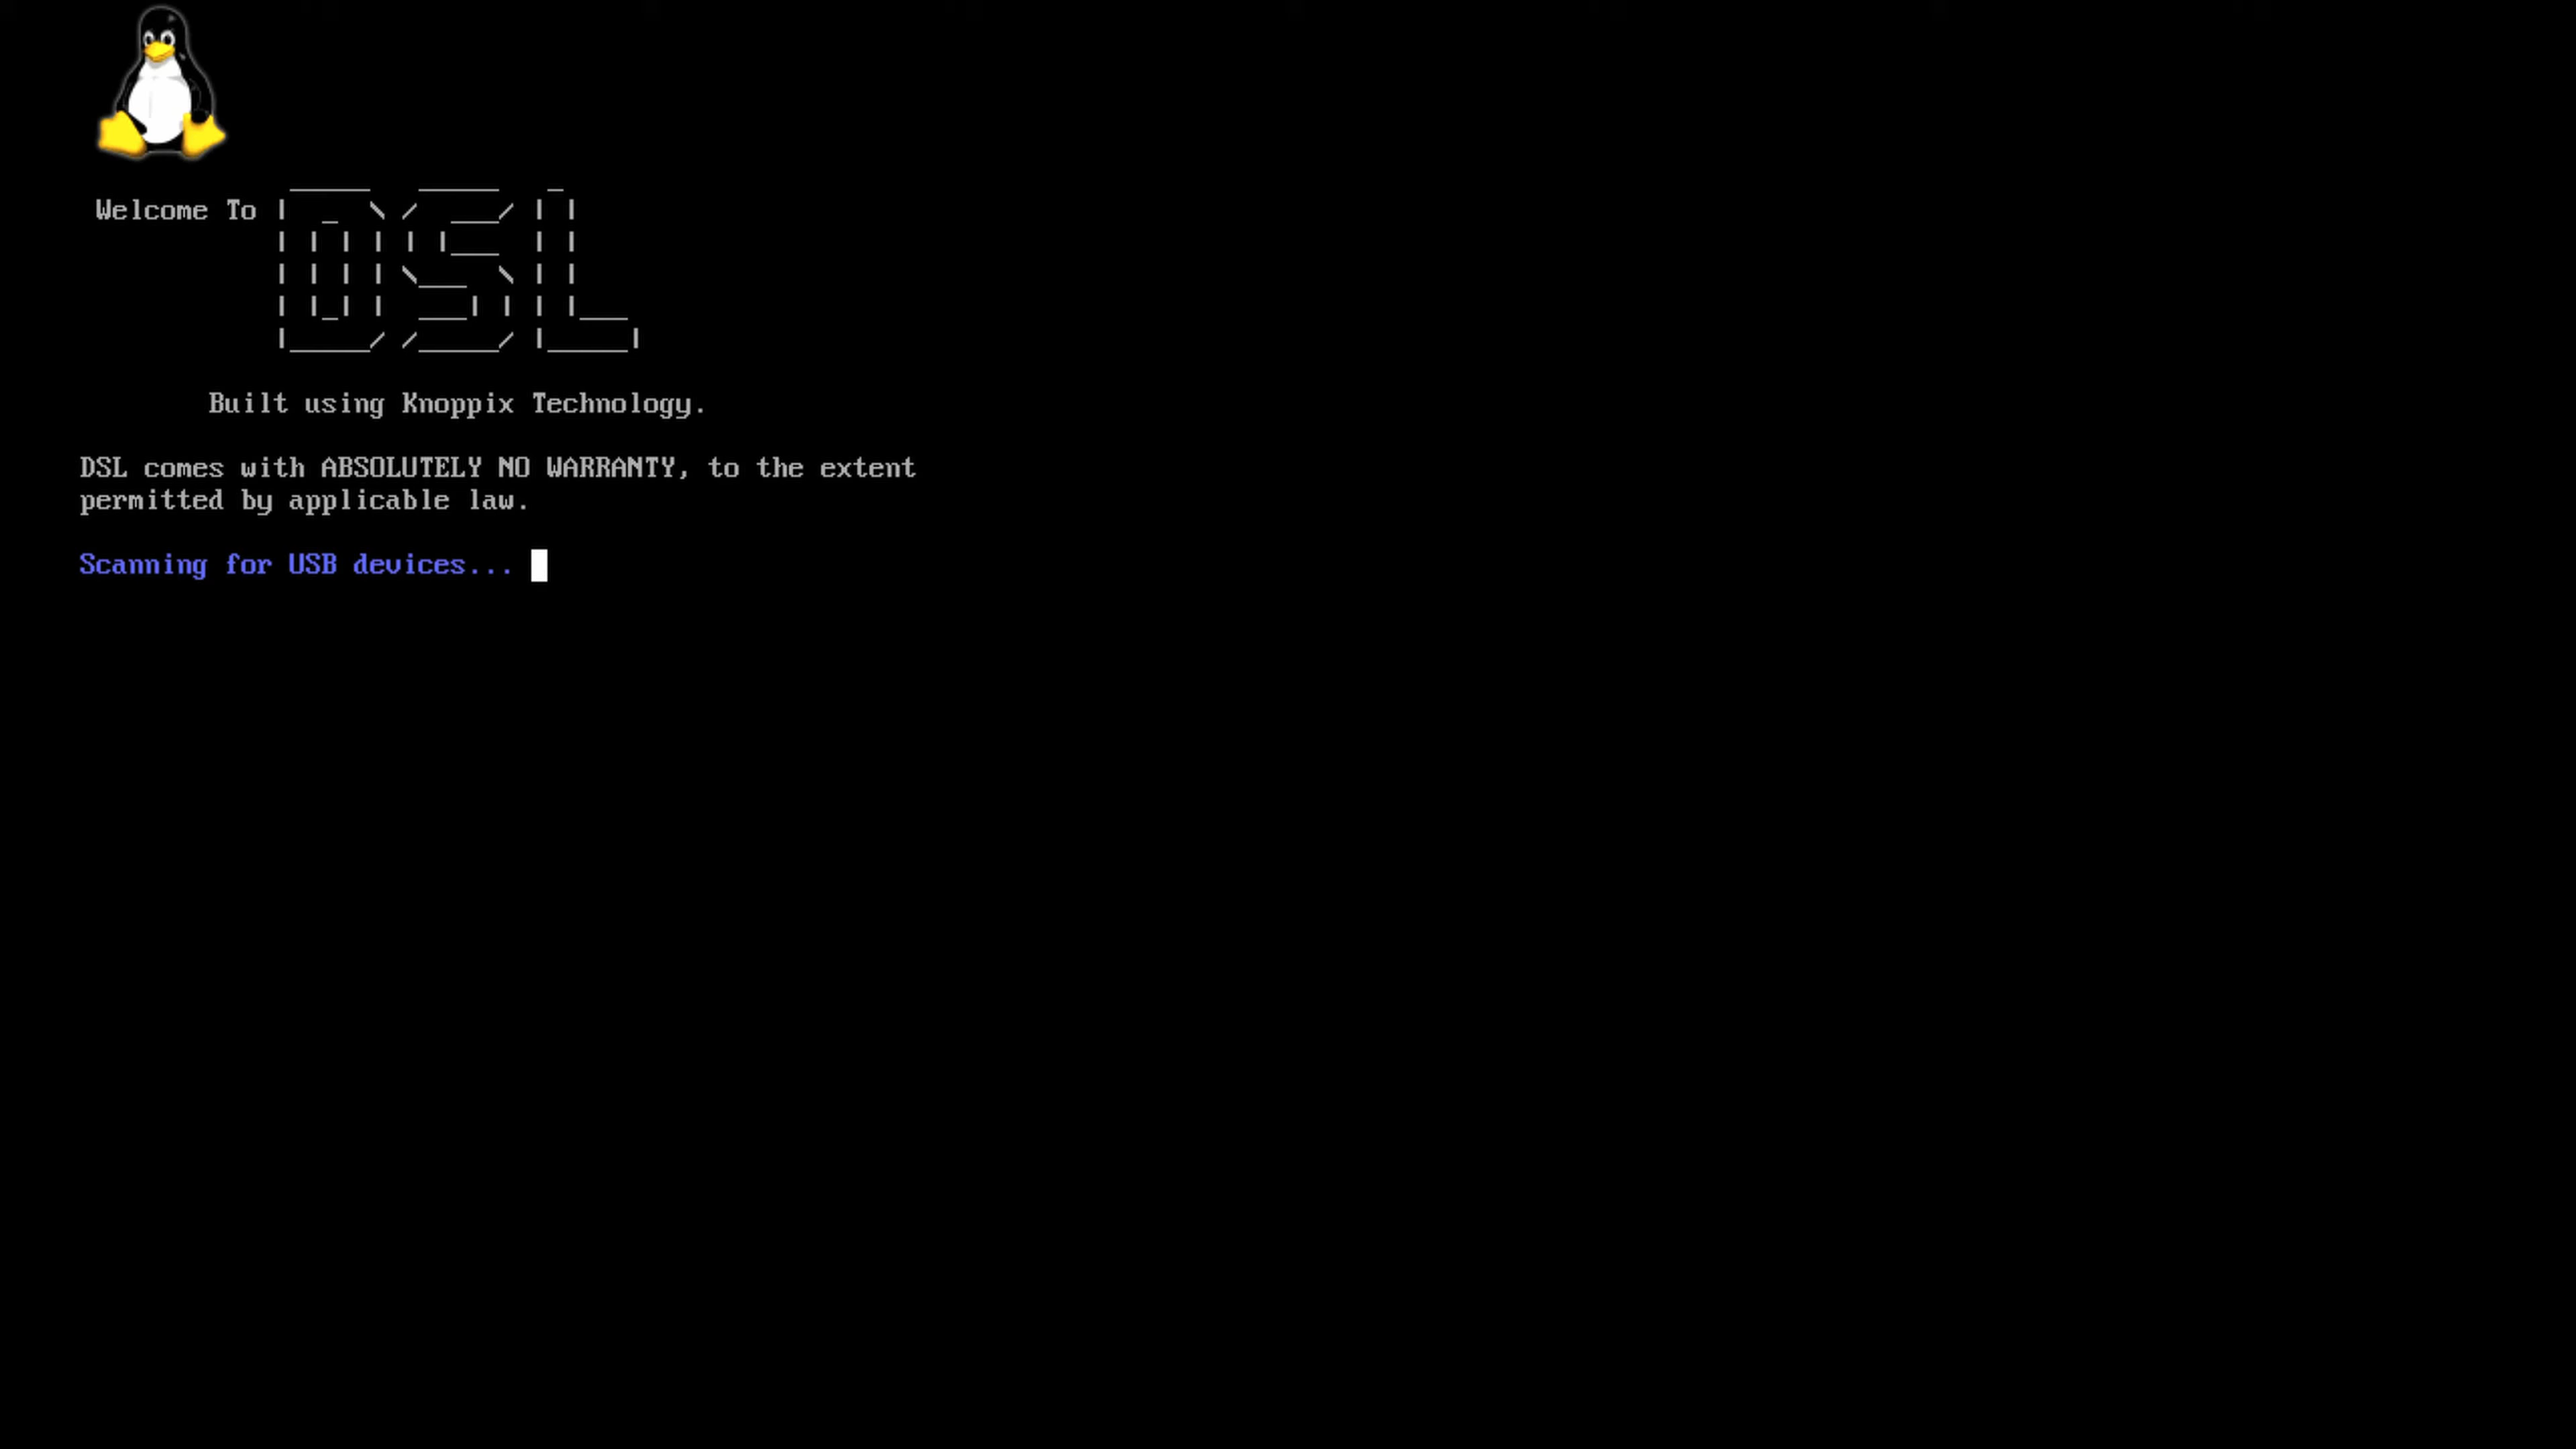 Welcome To DSL
Built using Knoppix Technology.
DSL comes with ABSOLUTELY NO WARRANTY, to the extent
permitted by applicable law.
Scanning for USB devices...